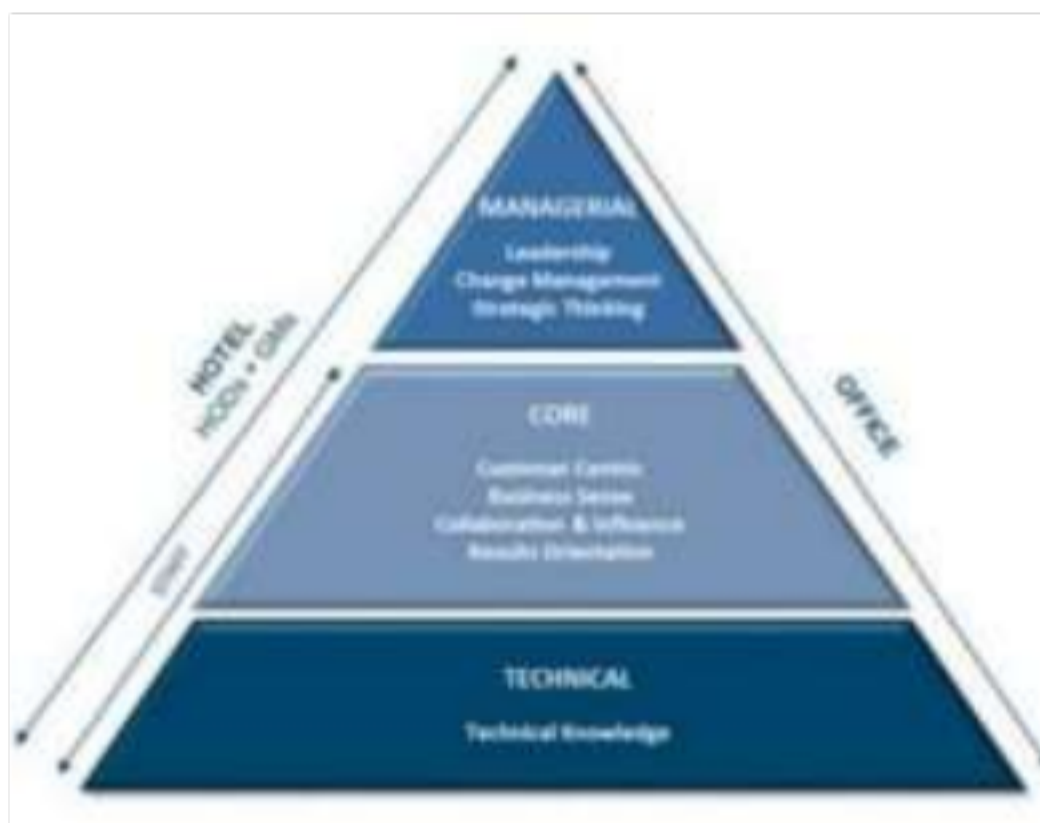 MANAGERIAL
Leadership
Change Management
Strategic Thinking
HOTEL
HODs + GMs
OFFICE
CORE
Customer Centric
Business Sense
Collaboration & Influence
Results Orientation
STAFF
TECHNICAL
Technical Knowledge